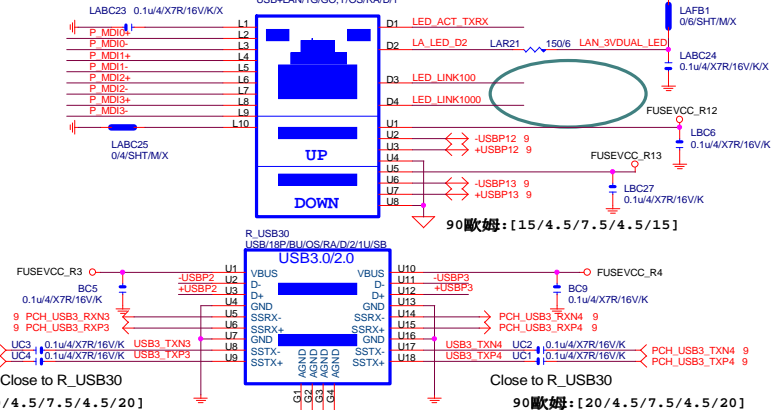 USB+LAN/1G/GO,T/OS/RA/D/T
LABC23 0.1u/4/X7R/16V/K/X
P_MDI0+
P_MDI0-
P_MDI1+
P_MDI1-
P_MDI2+
P_MDI2-
P_MDI3+
P_MDI3-
L1
L2
L3
L4
L5
L6
L7
L8
L9
L10
LABC25
0/4/SHT/M/X
UP
DOWN
D1 LED_ACT_TXRX
D2 LA_LED_D2 LAR21 150/6 LAN_3VDUAL_LED
D3 LED_LINK100
D4 LED_LINK1000
LAFB1
0/6/SHT/M/X
LABC24
0.1u/4/X7R/16V/K/X
U1 FUSEVCC_R12
U2 -USBP12 9
U3 +USBP12 9
U4
U5 FUSEVCC_R13
U6 -USBP13 9
U7 +USBP13 9
U8
LBC6
0.1u/4/X7R/16V/K
LBC27
0.1u/4/X7R/16V/K
90歐姆:[15/4.5/7.5/4.5/15]
R_USB30
USB/18P/BU/OS/RA/D/2/1U/SB
USB3.0/2.0
FUSEVCC_R3
BC5
0.1u/4/X7R/16V/K
-USBP2
+USBP2
9 PCH_USB3_RXN3
9 PCH_USB3_RXP3
UC3 0.1u/4/X7R/16V/K USB3_TXN3
UC4 0.1u/4/X7R/16V/K USB3_TXP3
U1 VBUS U10
U2 D- U11
U3 D+ U12
U4 GND U13
U5 SSRX- U14
U6 SSRX+ U15
U7 GND U16
U8 SSTX- U17
U9 SSTX+ U18
AGND
AGND
AGND
AGND
G1
G2
G3
G4
FUSEVCC_R4
BC9
0.1u/4/X7R/16V/K
-USBP3
+USBP3
PCH_USB3_RXN4 9
PCH_USB3_RXP4 9
USB3_TXN4 UC2 0.1u/4/X7R/16V/K PCH_USB3_TXN4 9
USB3_TXP4 UC1 0.1u/4/X7R/16V/K PCH_USB3_TXP4 9
Close to R_USB30
Close to R_USB30
/4.5/7.5/4.5/20]
90歐姆:[20/4.5/7.5/4.5/20]